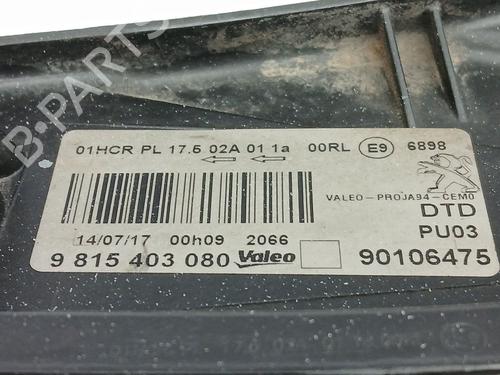 B-PARTS
01HCR PL 17.5 02A 01 1a 00RL E9 6898
VALEO-PROJA94-CEM0
DTD
PU03
14/07/17 00h09 2066
9 815 403 080 Valeo 90106475